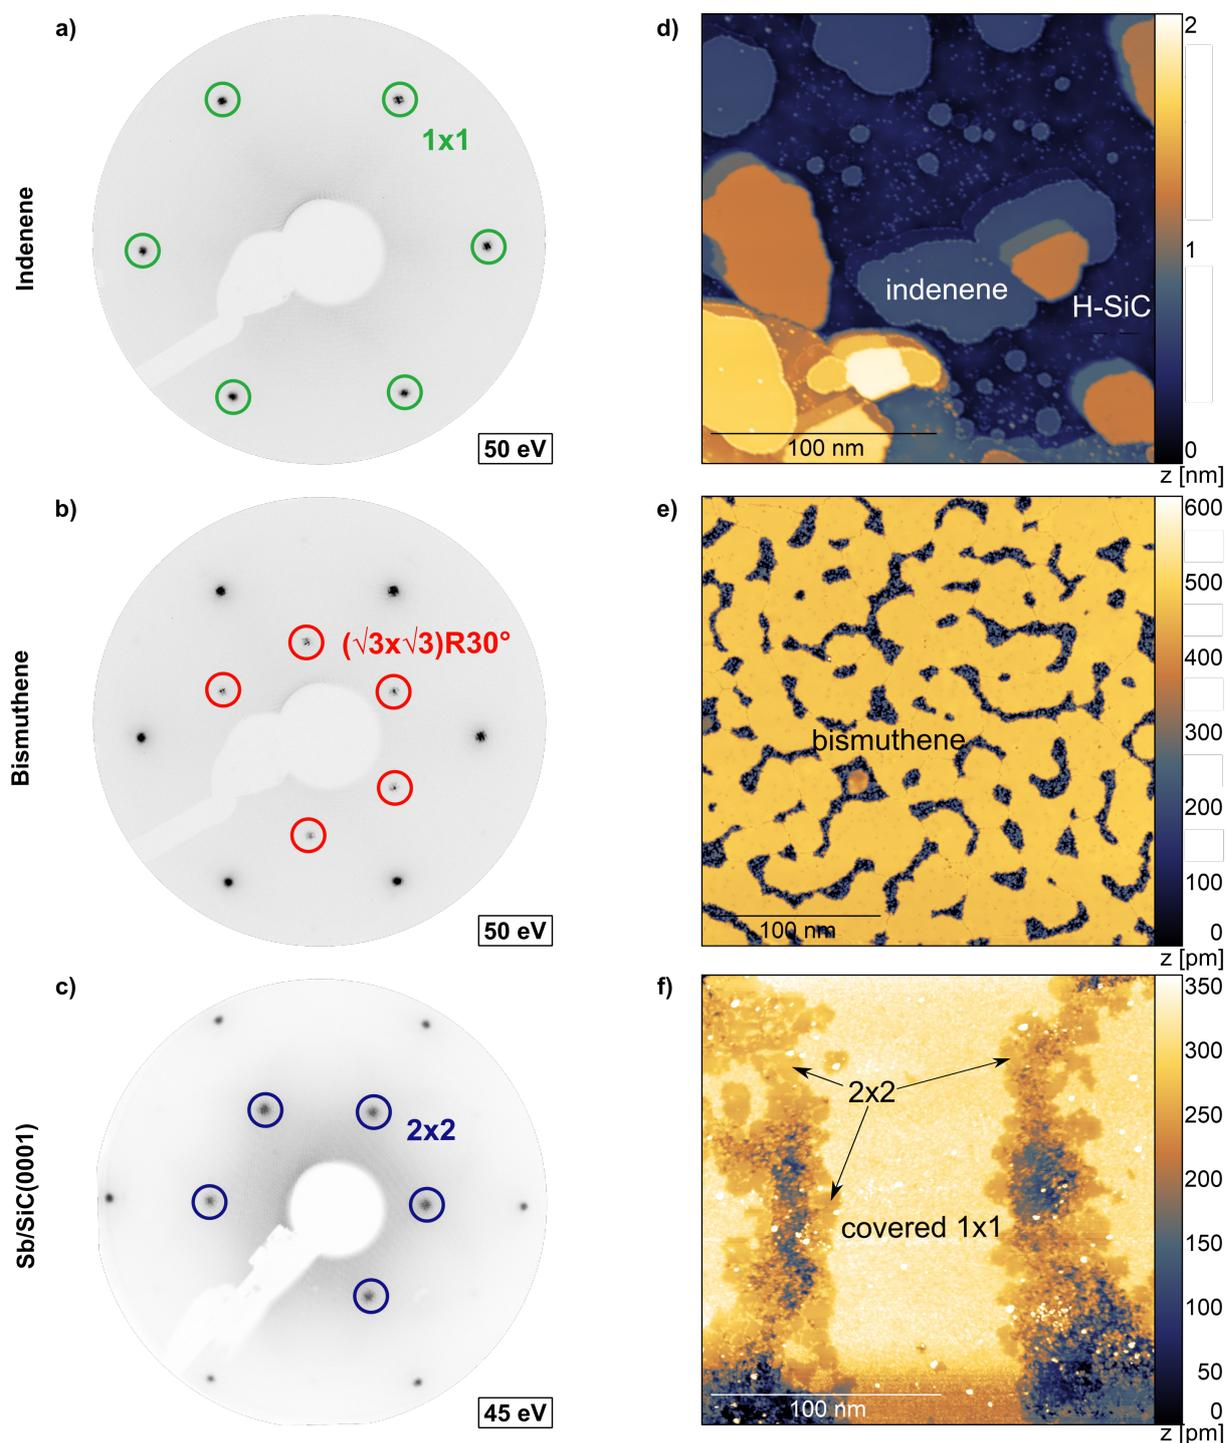 a)
Indenene
1x1
50 eV
d)
indenene
H-SiC
100 nm
2
1
0
z [nm]
b)
Bismuthene
(√3x√3)R30°
50 eV
e)
bismuthene
100 nm
600
500
400
300
200
100
0
z [pm]
c)
Sb/SiC(0001)
2x2
45 eV
f)
2x2
covered 1x1
100 nm
350
300
250
200
150
100
50
0
z [pm]